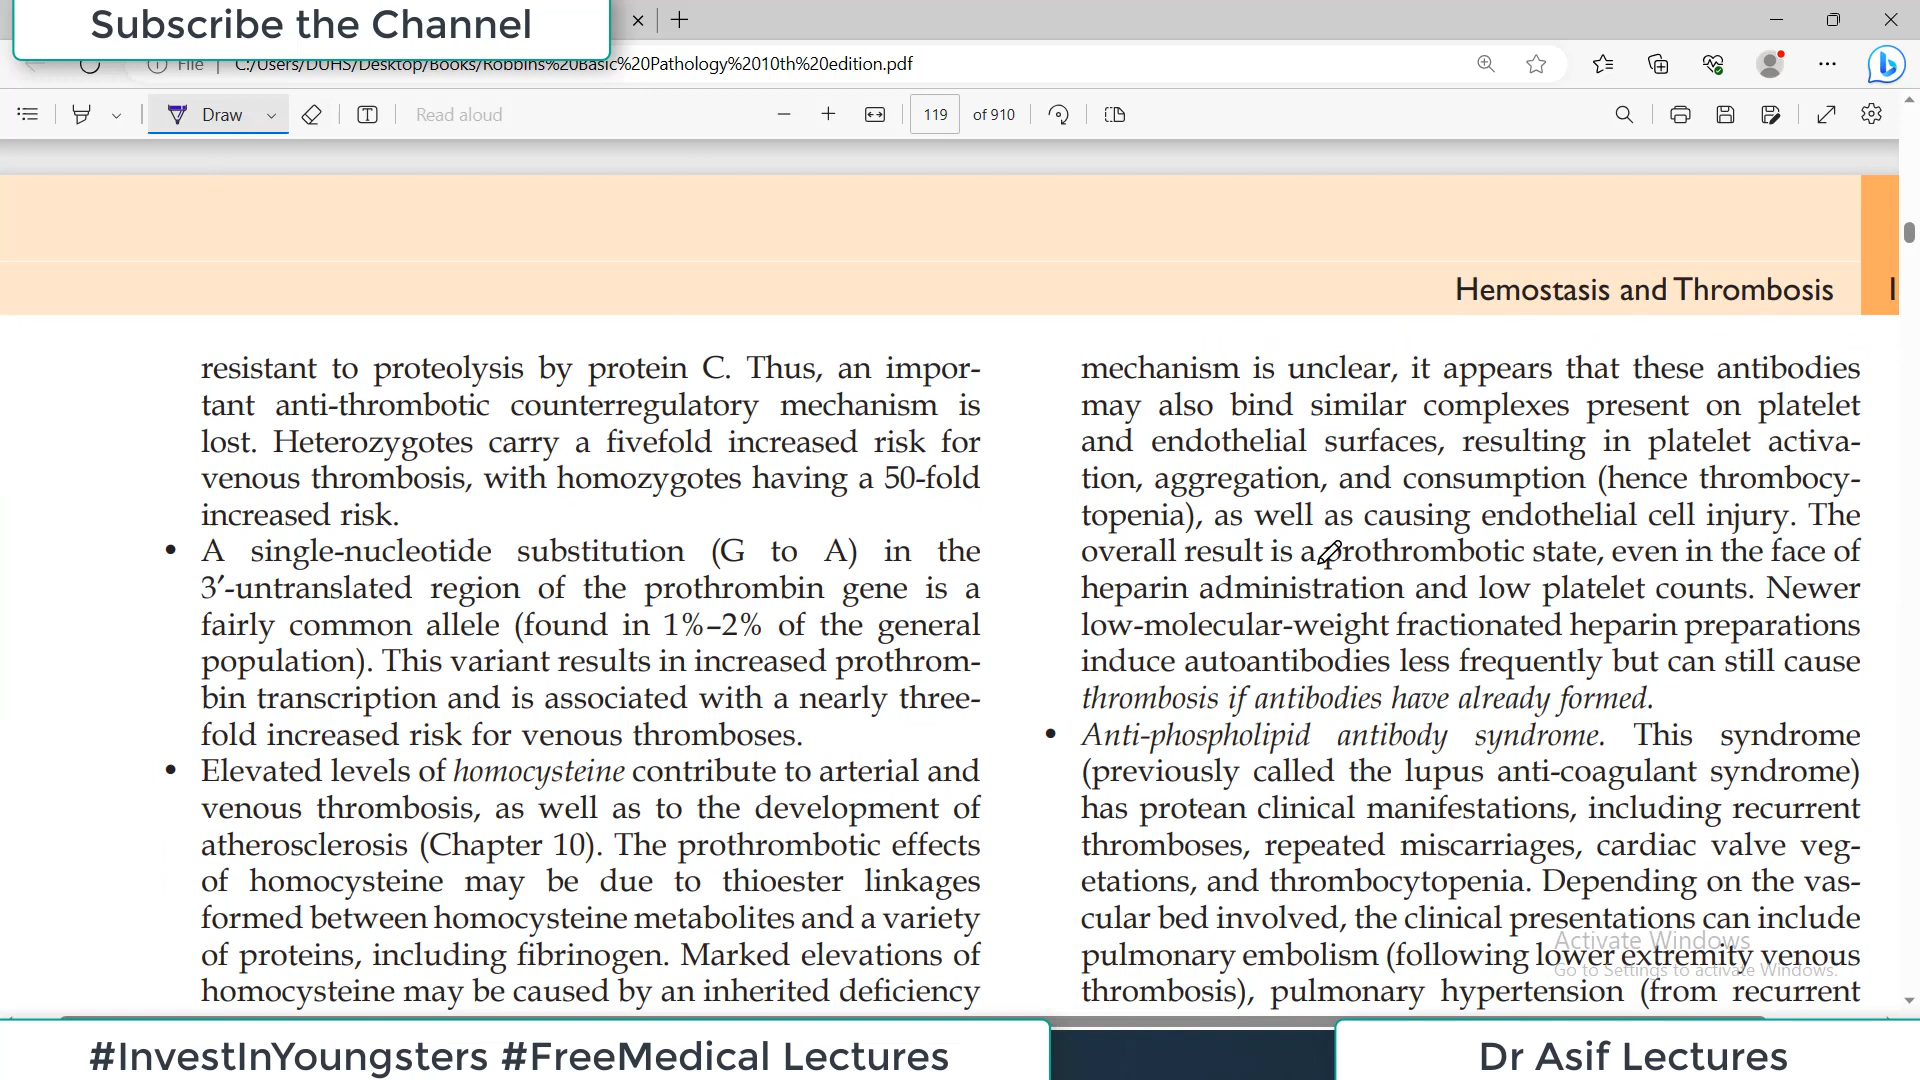 Subscribe the Channel
File | C:/Users/DUHS/Desktop/Books/Robbins%20Basic%20Pathology%2010th%20edition.pdf
Draw
Read aloud
119 of 910
Hemostasis and Thrombosis
resistant to proteolysis by protein C. Thus, an impor-
tant anti-thrombotic counterregulatory mechanism is
lost. Heterozygotes carry a fivefold increased risk for
venous thrombosis, with homozygotes having a 50-fold
increased risk.
• A single-nucleotide substitution (G to A) in the
3′-untranslated region of the prothrombin gene is a
fairly common allele (found in 1%–2% of the general
population). This variant results in increased prothrom-
bin transcription and is associated with a nearly three-
fold increased risk for venous thromboses.
• Elevated levels of homocysteine contribute to arterial and
venous thrombosis, as well as to the development of
atherosclerosis (Chapter 10). The prothrombotic effects
of homocysteine may be due to thioester linkages
formed between homocysteine metabolites and a variety
of proteins, including fibrinogen. Marked elevations of
homocysteine may be caused by an inherited deficiency
mechanism is unclear, it appears that these antibodies
may also bind similar complexes present on platelet
and endothelial surfaces, resulting in platelet activa-
tion, aggregation, and consumption (hence thrombocy-
topenia), as well as causing endothelial cell injury. The
overall result is a prothrombotic state, even in the face of
heparin administration and low platelet counts. Newer
low-molecular-weight fractionated heparin preparations
induce autoantibodies less frequently but can still cause
thrombosis if antibodies have already formed.
• Anti-phospholipid antibody syndrome. This syndrome
(previously called the lupus anti-coagulant syndrome)
has protean clinical manifestations, including recurrent
thromboses, repeated miscarriages, cardiac valve veg-
etations, and thrombocytopenia. Depending on the vas-
cular bed involved, the clinical presentations can include
pulmonary embolism (following lower extremity venous
thrombosis), pulmonary hypertension (from recurrent
Activate Windows
Go to Settings to activate Windows.
#InvestInYoungsters #FreeMedical Lectures
Dr Asif Lectures